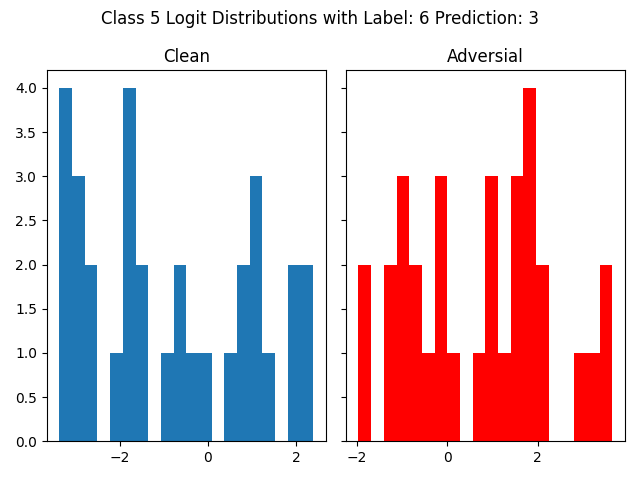 Class 5 Logit Distributions with Label: 6 Prediction: 3
Clean
Adversial
4.0
3.5
3.0
2.5
2.0
1.5
1.0
0.5
0.0
−2 0 2
−2 0 2